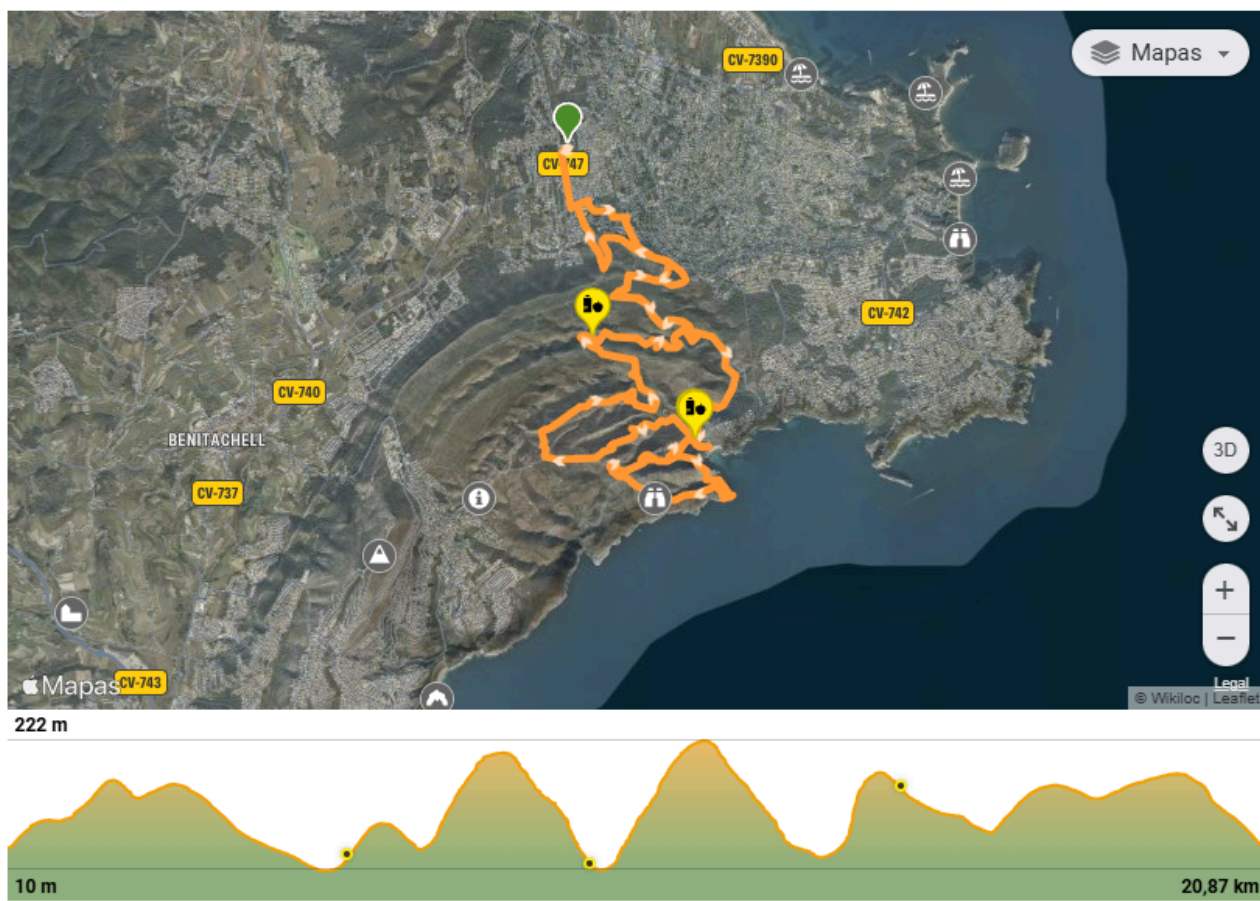 CV-7390
Mapas
CV-747
CV-742
CV-740
BENITACHELL
CV-737
3D
+
−
Mapas
CV-743
Legal
© Wikiloc | Leaflet
222 m
10 m
20,87 km